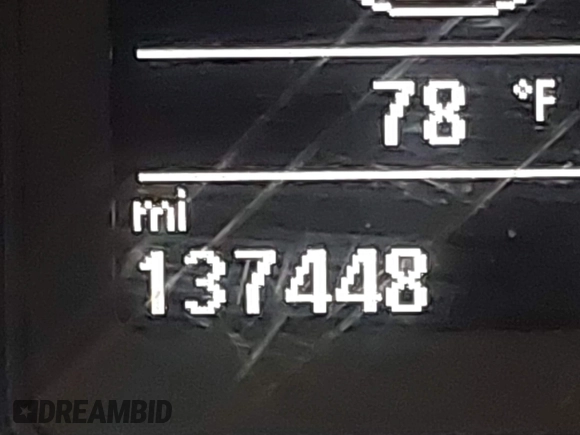 78 °F
mi
137448
DREAMBID